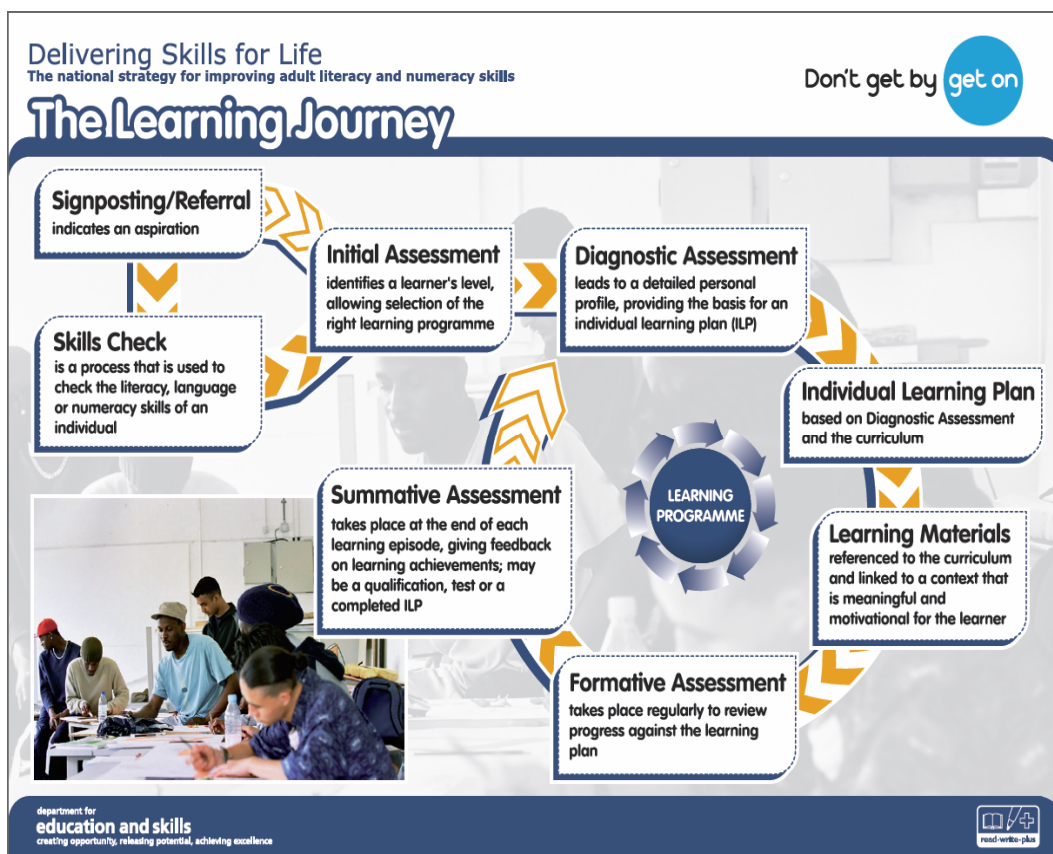 Delivering Skills for Life
The national strategy for improving adult literacy and numeracy skills
Don't get by get on
The Learning Journey
Signposting/Referral
indicates an aspiration
Skills Check
is a process that is used to
check the literacy, language
or numeracy skills of an
individual
Initial Assessment
identifies a learner's level,
allowing selection of the
right learning programme
Diagnostic Assessment
leads to a detailed personal
profile, providing the basis for an
individual learning plan (ILP)
Individual Learning Plan
based on Diagnostic Assessment
and the curriculum
Learning Materials
referenced to the curriculum
and linked to a context that
is meaningful and
motivational for the learner
Formative Assessment
takes place regularly to review
progress against the learning
plan
Summative Assessment
takes place at the end of each
learning episode, giving feedback
on learning achievements; may
be a qualification, test or a
completed ILP
LEARNING
PROGRAMME
department for
education and skills
creating opportunity, releasing potential, achieving excellence
read-write-plus